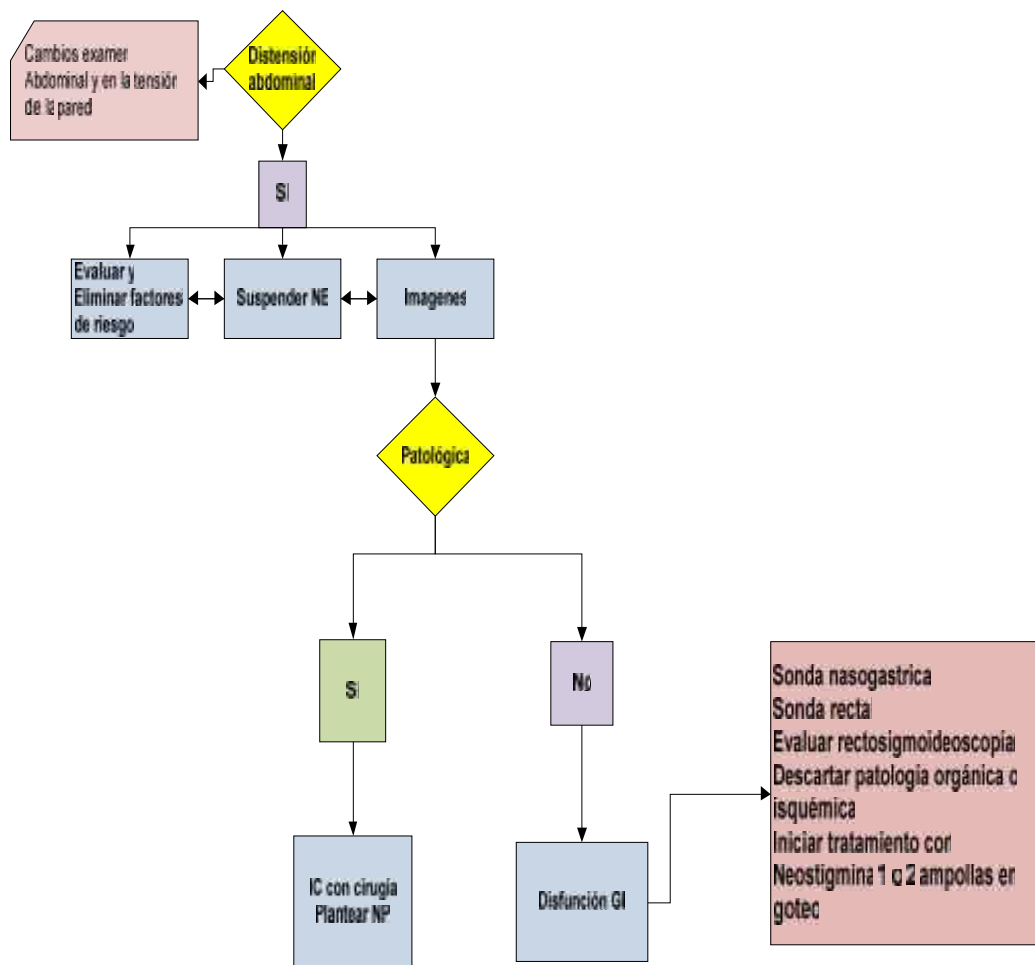 Cambios examen
Abdominal y en la tensión
de la pared
Distensión
abdominal
SI
Evaluar y
Eliminar factores
de riesgo
Suspender NE
Imagenes
Patológica
Si
No
Sonda nasogastrica
Sonda rectal
Evaluar rectosigmoideoscopía
Descartar patología orgánica o
isquémica
Iniciar tratamiento con
Neostigmina 1 o 2 ampollas en
goteo
IC con cirugía
Plantear NP
Disfunción GI